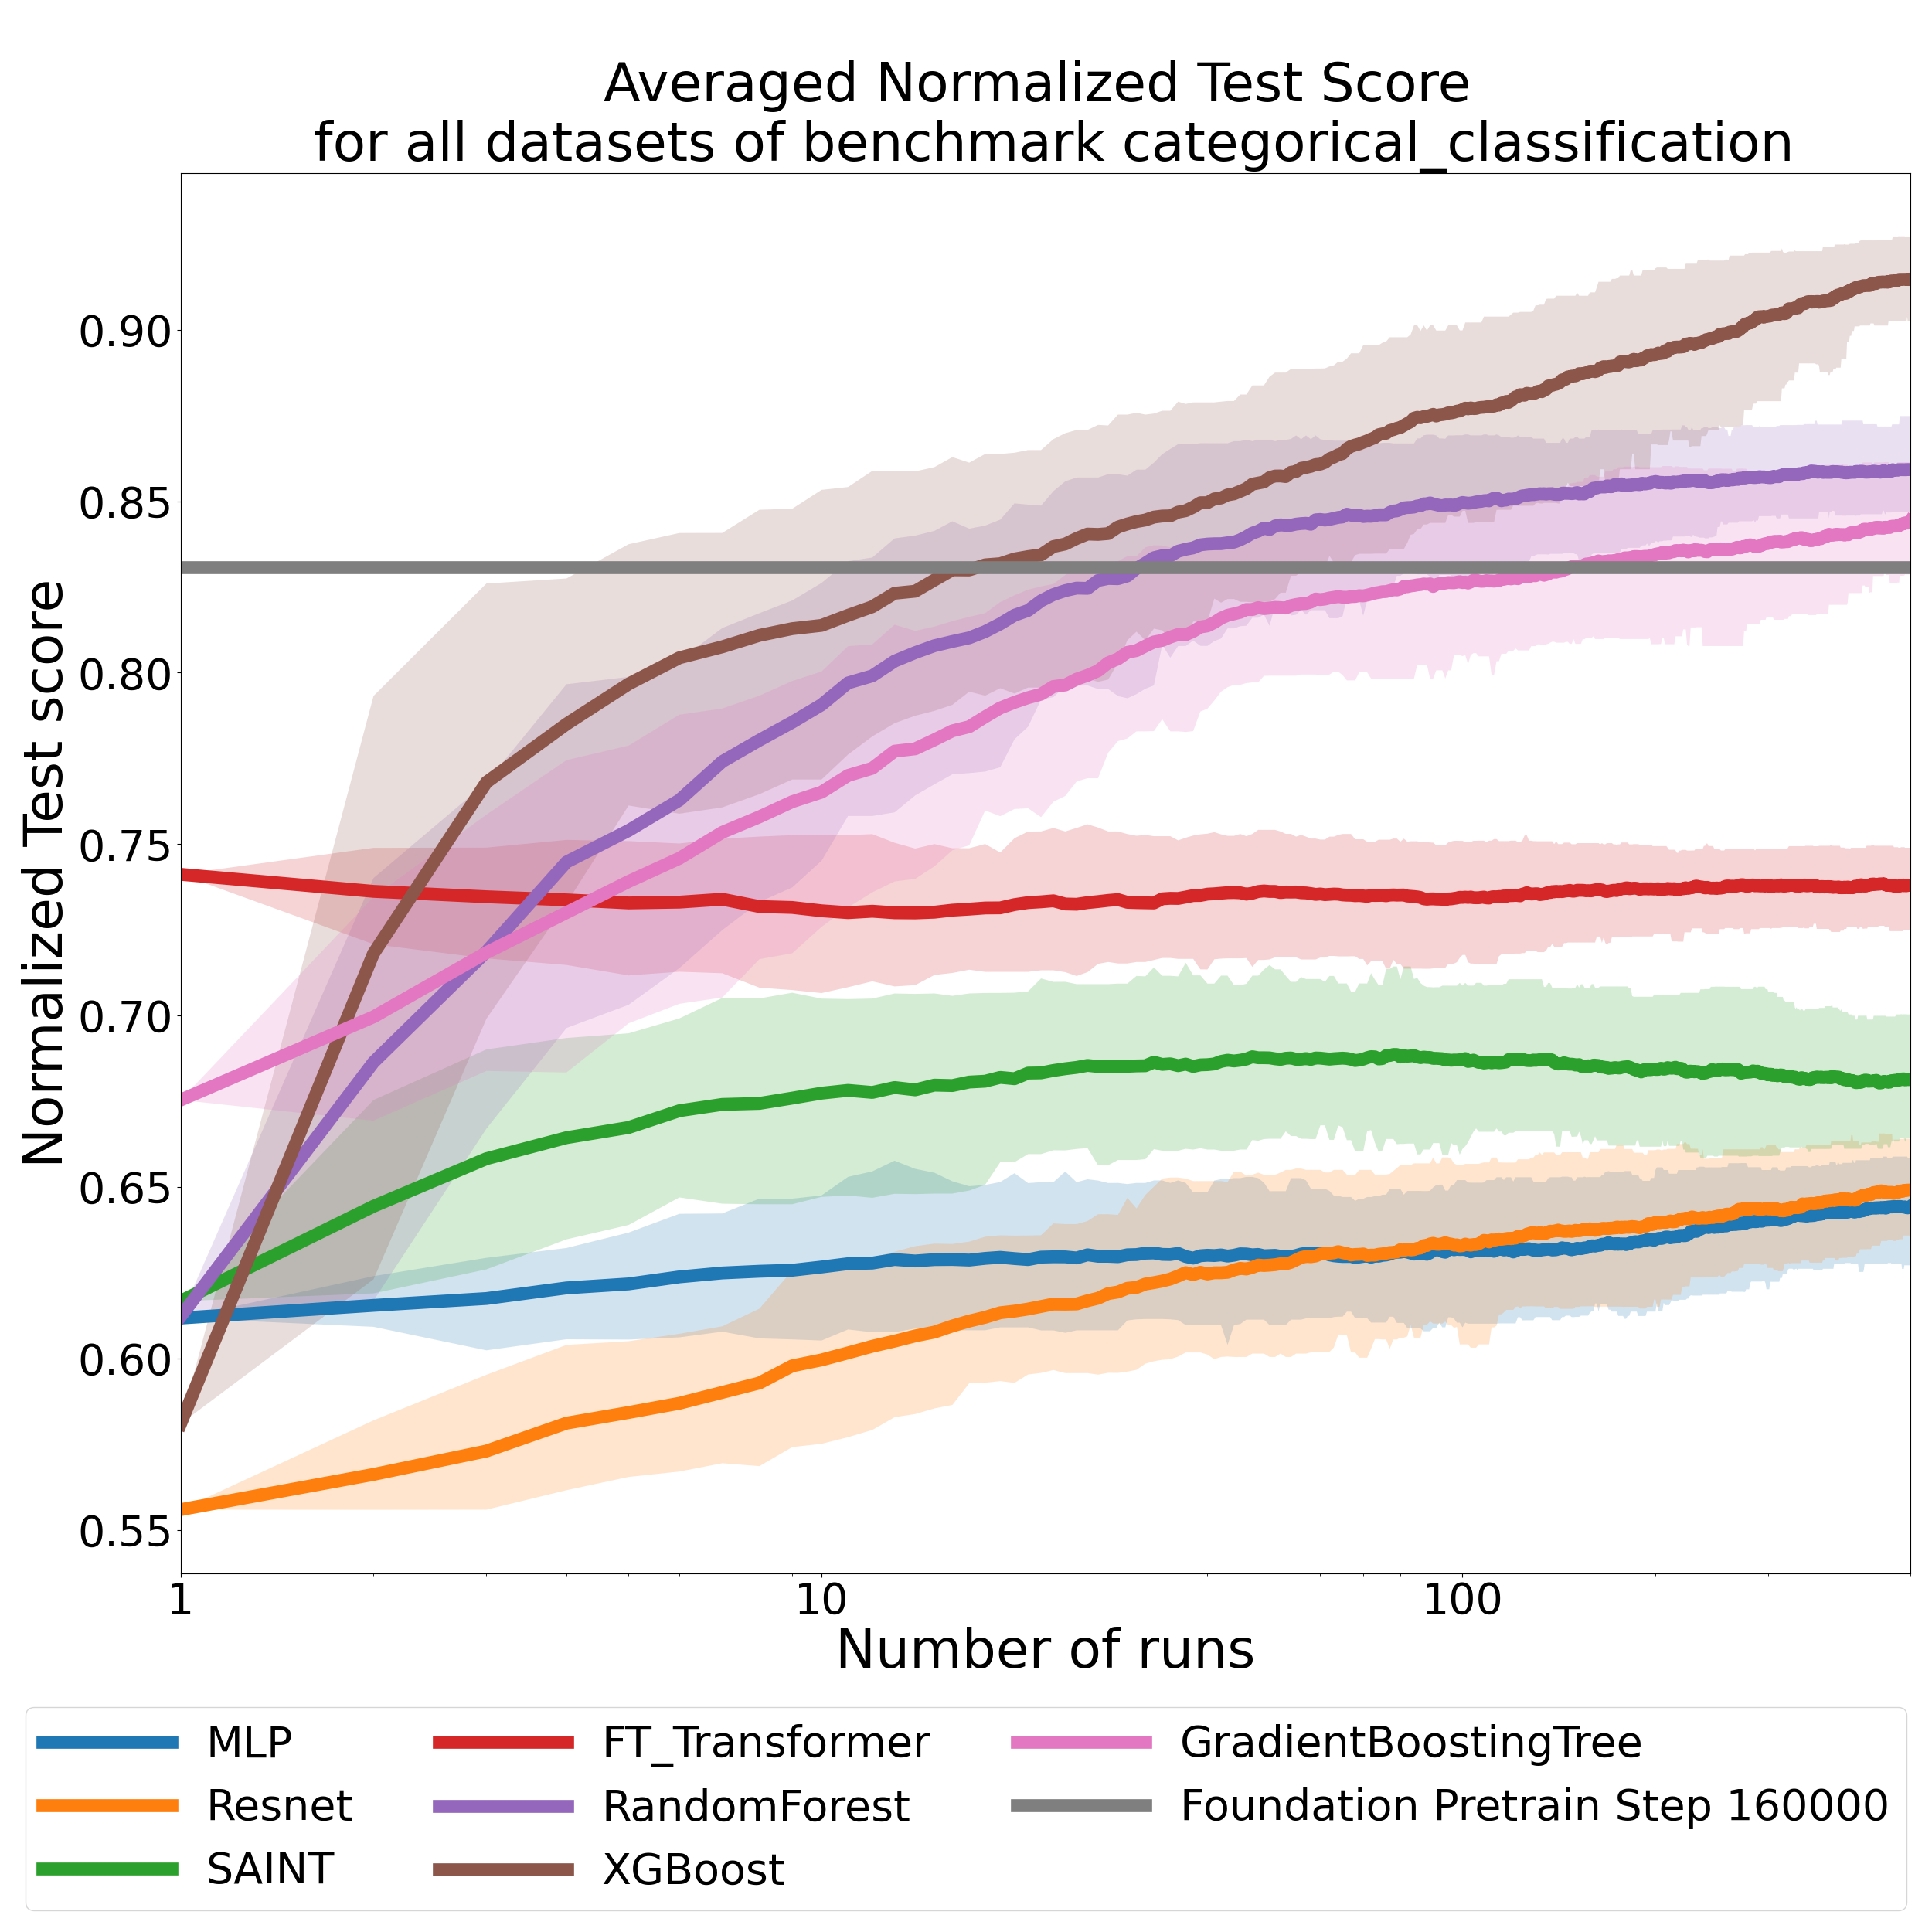 Averaged Normalized Test Score
for all datasets of benchmark categorical_classification
Normalized Test score
0.90
0.85
0.80
0.75
0.70
0.65
0.60
0.55
1
10
100
Number of runs
MLP
Resnet
SAINT
FT_Transformer
RandomForest
XGBoost
GradientBoostingTree
Foundation Pretrain Step 160000